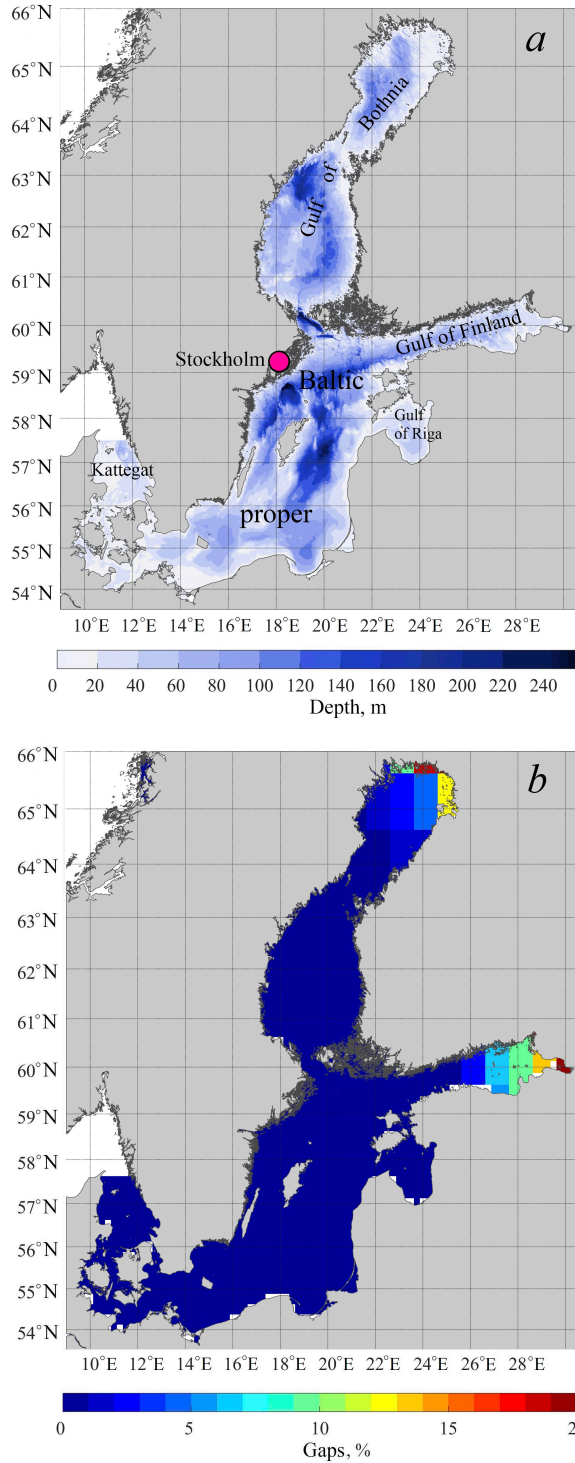 a
66°N
65°N
64°N
63°N
62°N
61°N
60°N
59°N
58°N
57°N
56°N
55°N
54°N
Bothnia
Gulf of
Gulf of Finland
Stockholm
Baltic
Gulf
of Riga
Kattegat
proper
10°E 12°E 14°E 16°E 18°E 20°E 22°E 24°E 26°E 28°E
0 20 40 60 80 100 120 140 160 180 200 220 240
Depth, m
b
66°N
65°N
64°N
63°N
62°N
61°N
60°N
59°N
58°N
57°N
56°N
55°N
54°N
10°E 12°E 14°E 16°E 18°E 20°E 22°E 24°E 26°E 28°E
0 5 10 15 2
Gaps, %